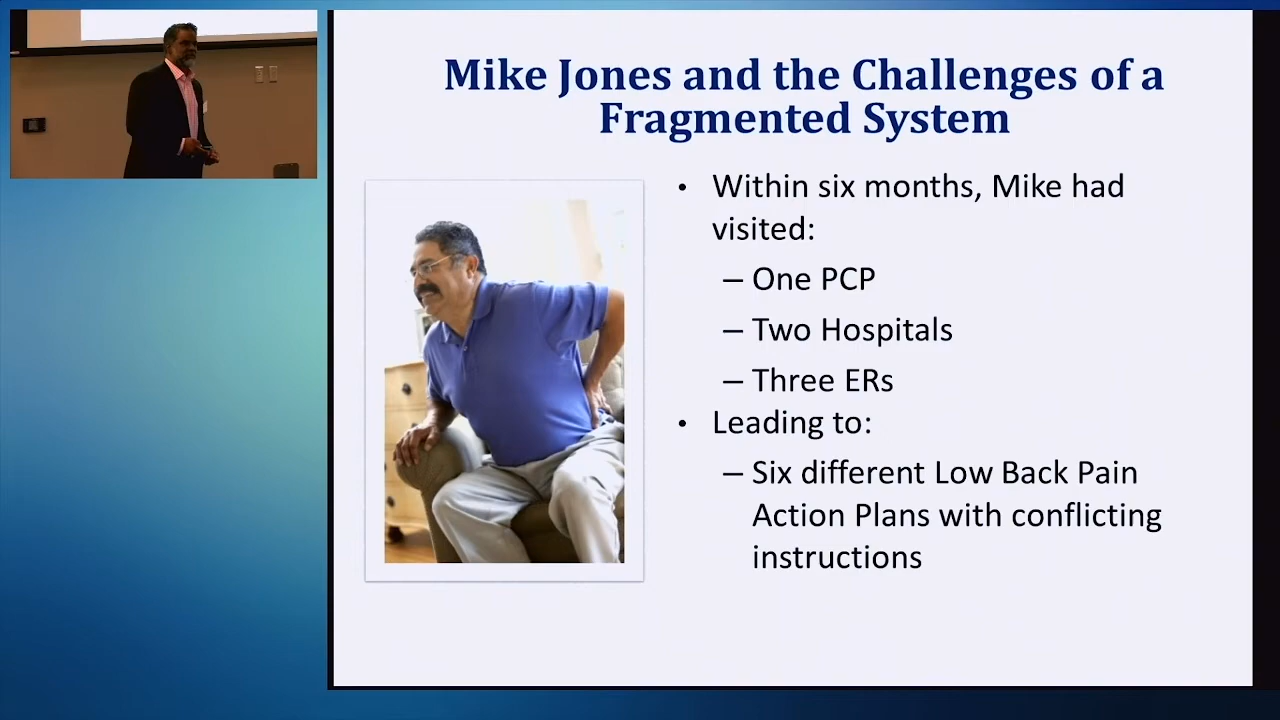 Mike Jones and the Challenges of a
Fragmented System
• Within six months, Mike had
visited:
– One PCP
– Two Hospitals
– Three ERs
• Leading to:
– Six different Low Back Pain
Action Plans with conflicting
instructions